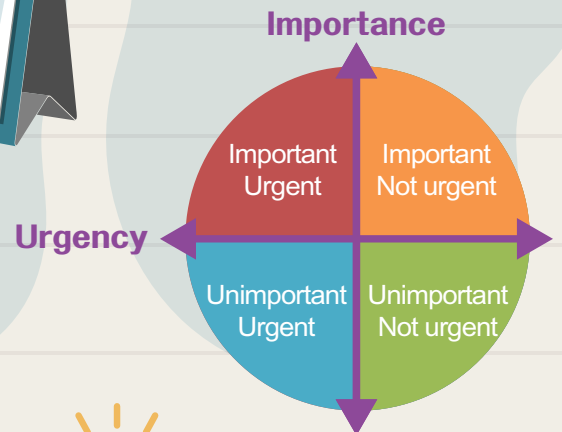 Importance
Important
Urgent
Important
Not urgent
Urgency
Unimportant
Urgent
Unimportant
Not urgent